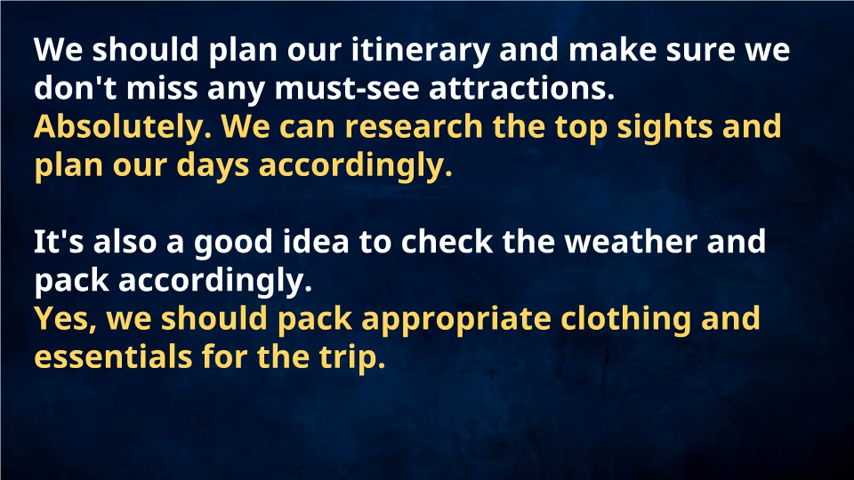 We should plan our itinerary and make sure we
don't miss any must-see attractions.
Absolutely. We can research the top sights and
plan our days accordingly.
It's also a good idea to check the weather and
pack accordingly.
Yes, we should pack appropriate clothing and
essentials for the trip.